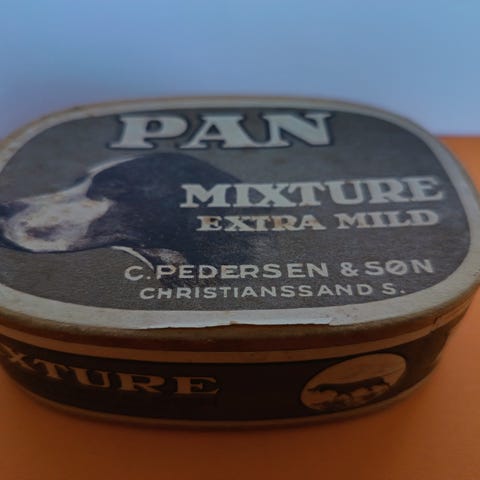 PAN
MIXTURE
EXTRA MILD
C. PEDERSEN & SØN
CHRISTIANSSAND S.
XTURE